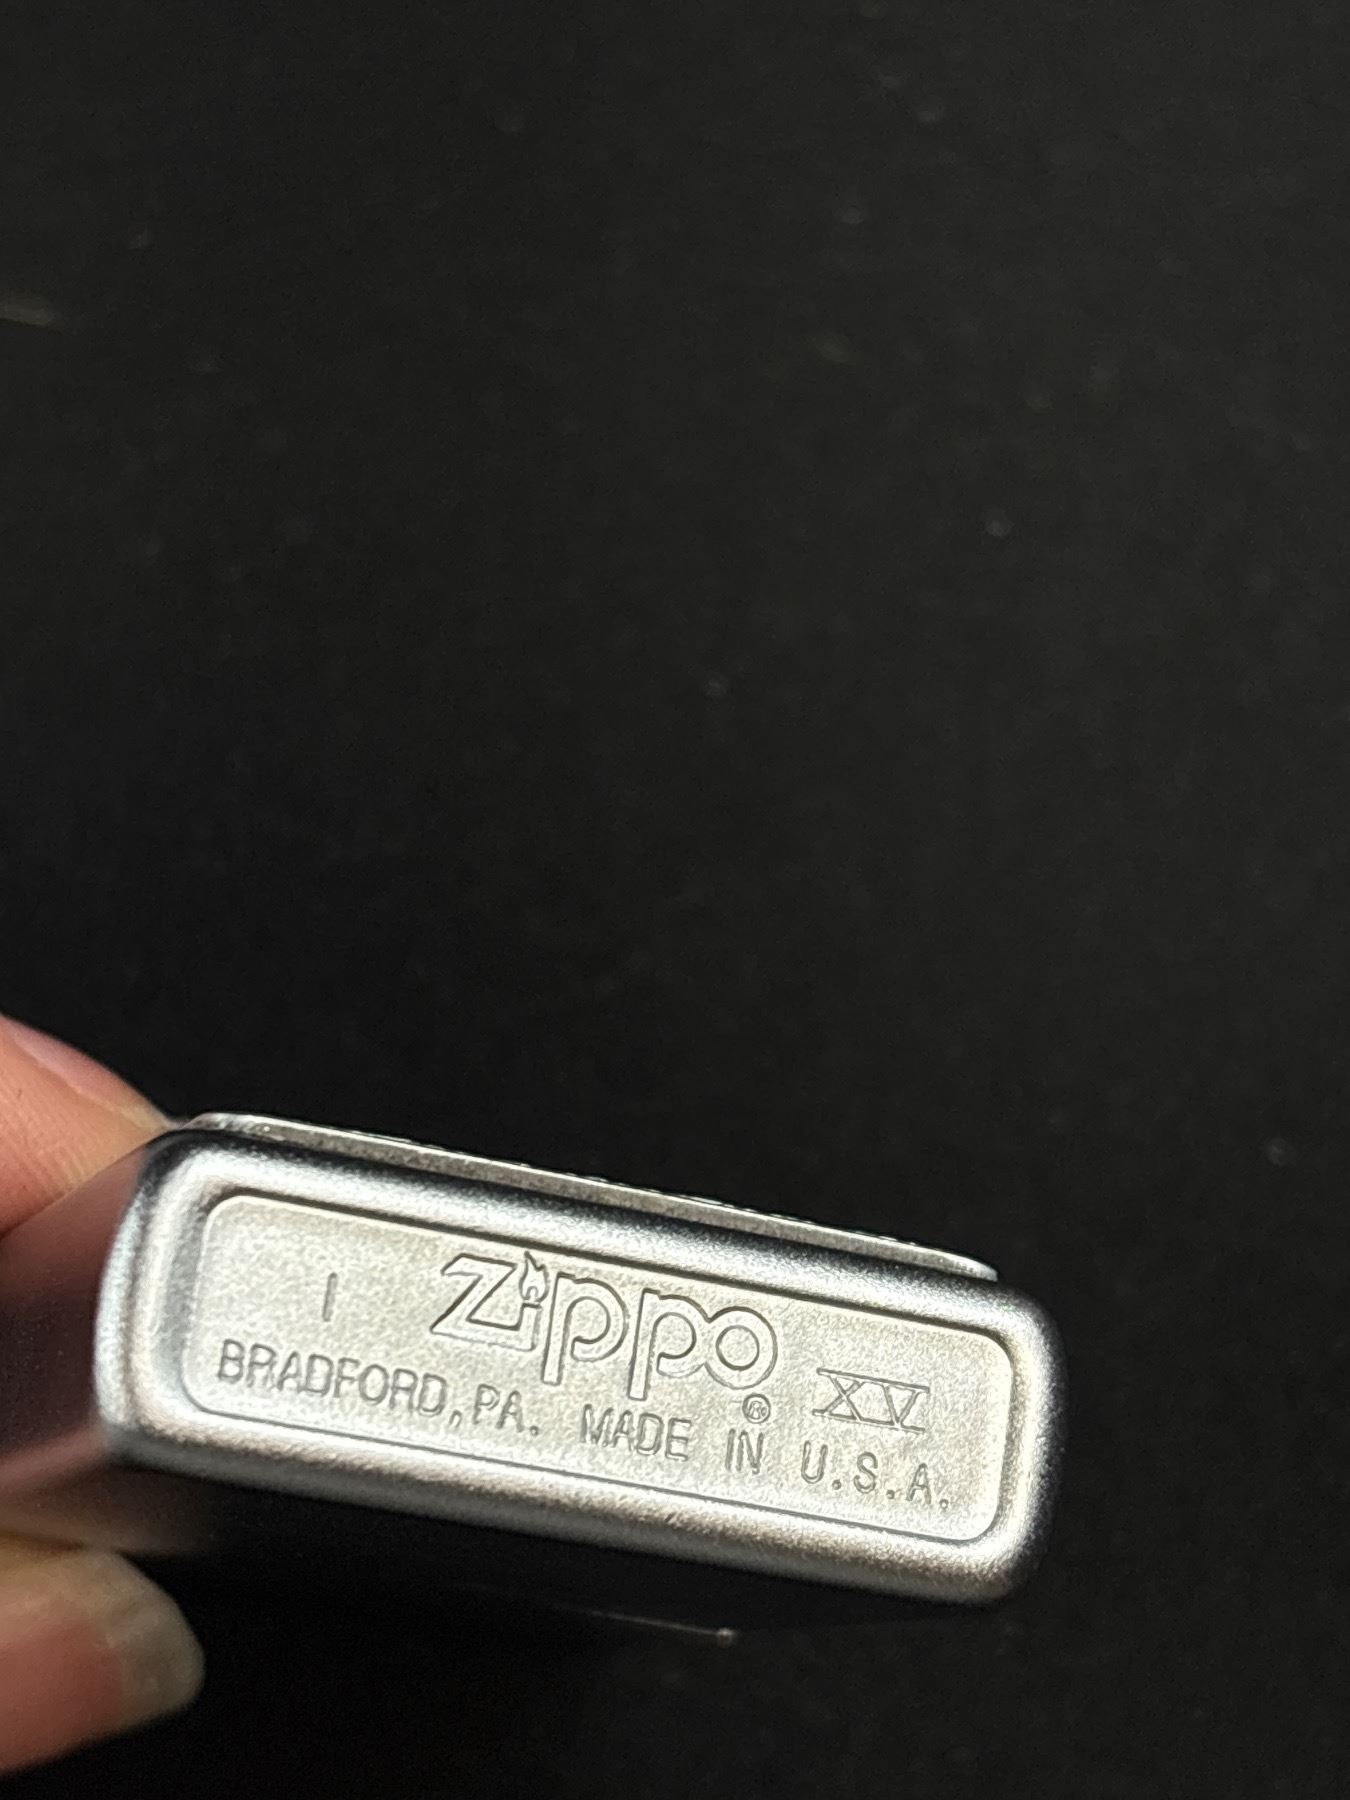 I Zippo ® XV
BRADFORD, PA. MADE IN U.S.A.